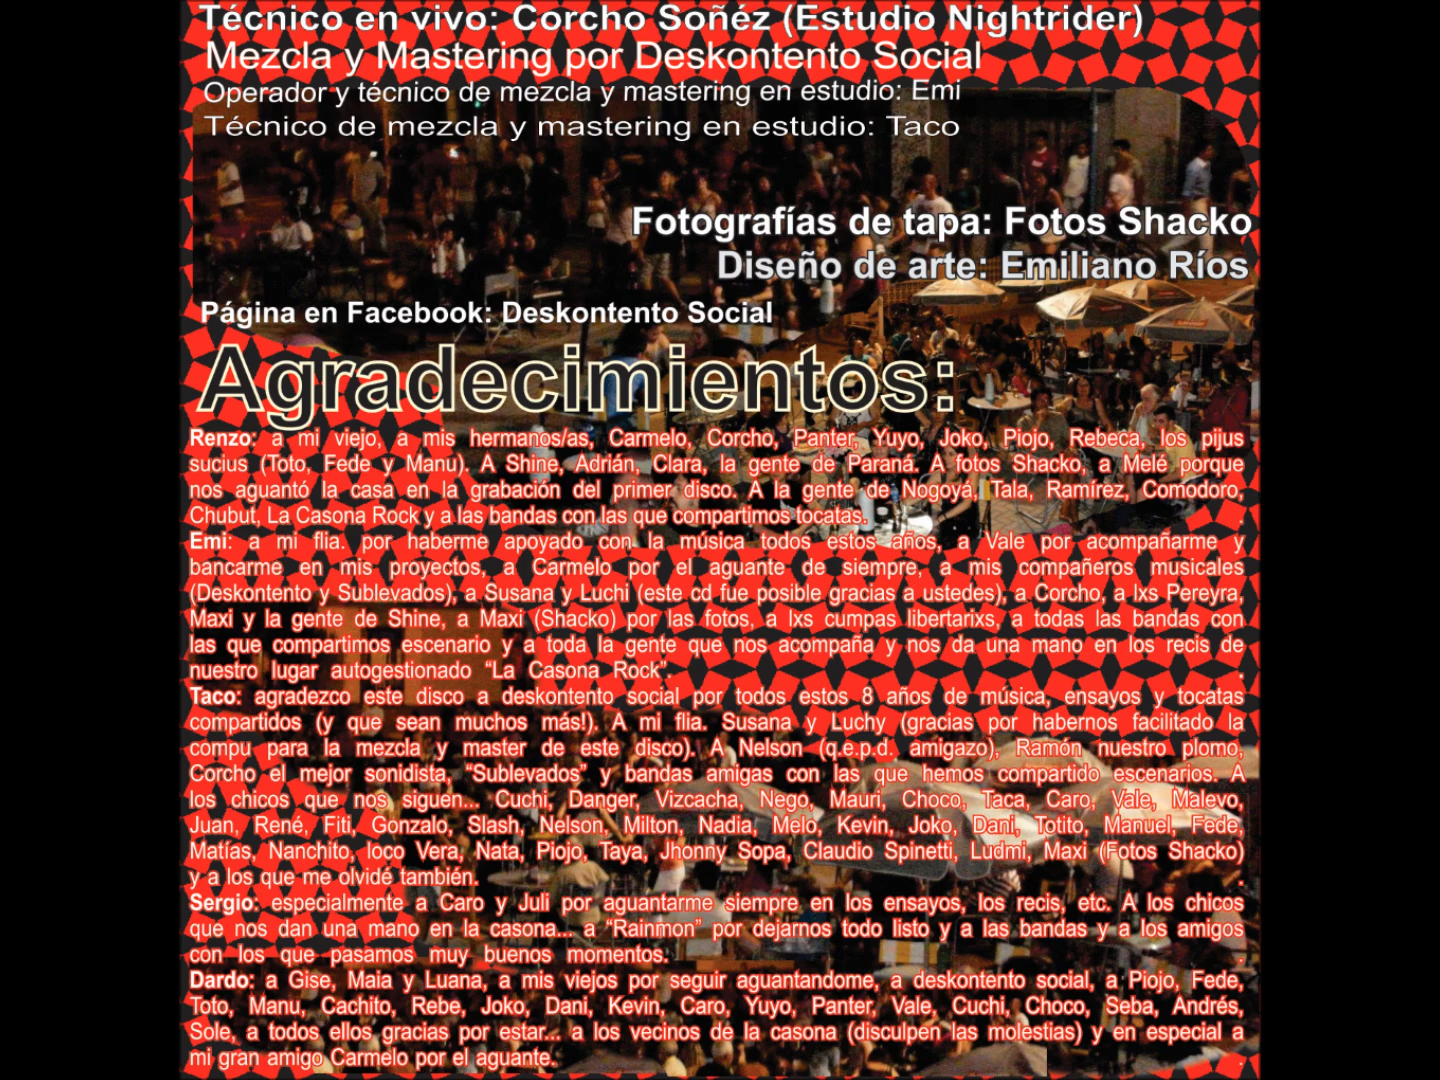 Técnico en vivo: Corcho Soñéz (Estudio Nightrider)
Mezcla y Mastering por Deskontento Social
Operador y técnico de mezcla y mastering en estudio: Emi
Técnico de mezcla y mastering en estudio: Taco
Fotografías de tapa: Fotos Shacko
Diseño de arte: Emiliano Ríos
Página en Facebook: Deskontento Social
Agradecimientos:
Renzo: a mi viejo, a mis hermanos/as, Carmelo, Corcho, Panter, Yuyo, Joko, Piojo, Rebeca, los pijus
sucius (Toto, Fede y Manu). A Shine, Adrián, Clara, la gente de Paraná. A fotos Shacko, a Melé porque
nos aguantó la casa en la grabación del primer disco. A la gente de Nogoyá, Tala, Ramírez, Comodoro,
Chubut, La Casona Rock y a las bandas con las que compartimos tocatas. .
Emi: a mi flia. por haberme apoyado con la música todos estos años, a Vale por acompañarme y
bancarme en mis proyectos, a Carmelo por el aguante de siempre, a mis compañeros musicales
(Deskontento y Sublevados), a Susana y Luchi (este cd fue posible gracias a ustedes), a Corcho, a lxs Pereyra,
Maxi y la gente de Shine, a Maxi (Shacko) por las fotos, a lxs cumpas libertarixs, a todas las bandas con
las que compartimos escenario y a toda la gente que nos acompaña y nos da una mano en los recis de
nuestro lugar autogestionado “La Casona Rock”. .
Taco: agradezco este disco a deskontento social por todos estos 8 años de música, ensayos y tocatas
compartidos (y que sean muchos más!). A mi flia. Susana y Luchy (gracias por habernos facilitado la
compu para la mezcla y master de este disco). A Nelson (q.e.p.d. amigazo), Ramón nuestro plomo,
Corcho el mejor sonidista, “Sublevados” y bandas amigas con las que hemos compartido escenarios. A
los chicos que nos siguen... Cuchi, Danger, Vizcacha, Nego, Mauri, Choco, Taca, Caro, Vale, Malevo,
Juan, René, Fiti, Gonzalo, Slash, Nelson, Milton, Nadia, Melo, Kevin, Joko, Dani, Totito, Manuel, Fede,
Matías, Nanchito, loco Vera, Nata, Piojo, Taya, Jhonny Sopa, Claudio Spinetti, Ludmi, Maxi (Fotos Shacko)
y a los que me olvidé también. .
Sergio: especialmente a Caro y Juli por aguantarme siempre en los ensayos, los recis, etc. A los chicos
que nos dan una mano en la casona... a “Rainmon” por dejarnos todo listo y a las bandas y a los amigos
con los que pasamos muy buenos momentos. .
Dardo: a Gise, Maia y Luana, a mis viejos por seguir aguantandome, a deskontento social, a Piojo, Fede,
Toto, Manu, Cachito, Rebe, Joko, Dani, Kevin, Caro, Yuyo, Panter, Vale, Cuchi, Choco, Seba, Andrés,
Sole, a todos ellos gracias por estar... a los vecinos de la casona (disculpen las molestias) y en especial a
mi gran amigo Carmelo por el aguante. .